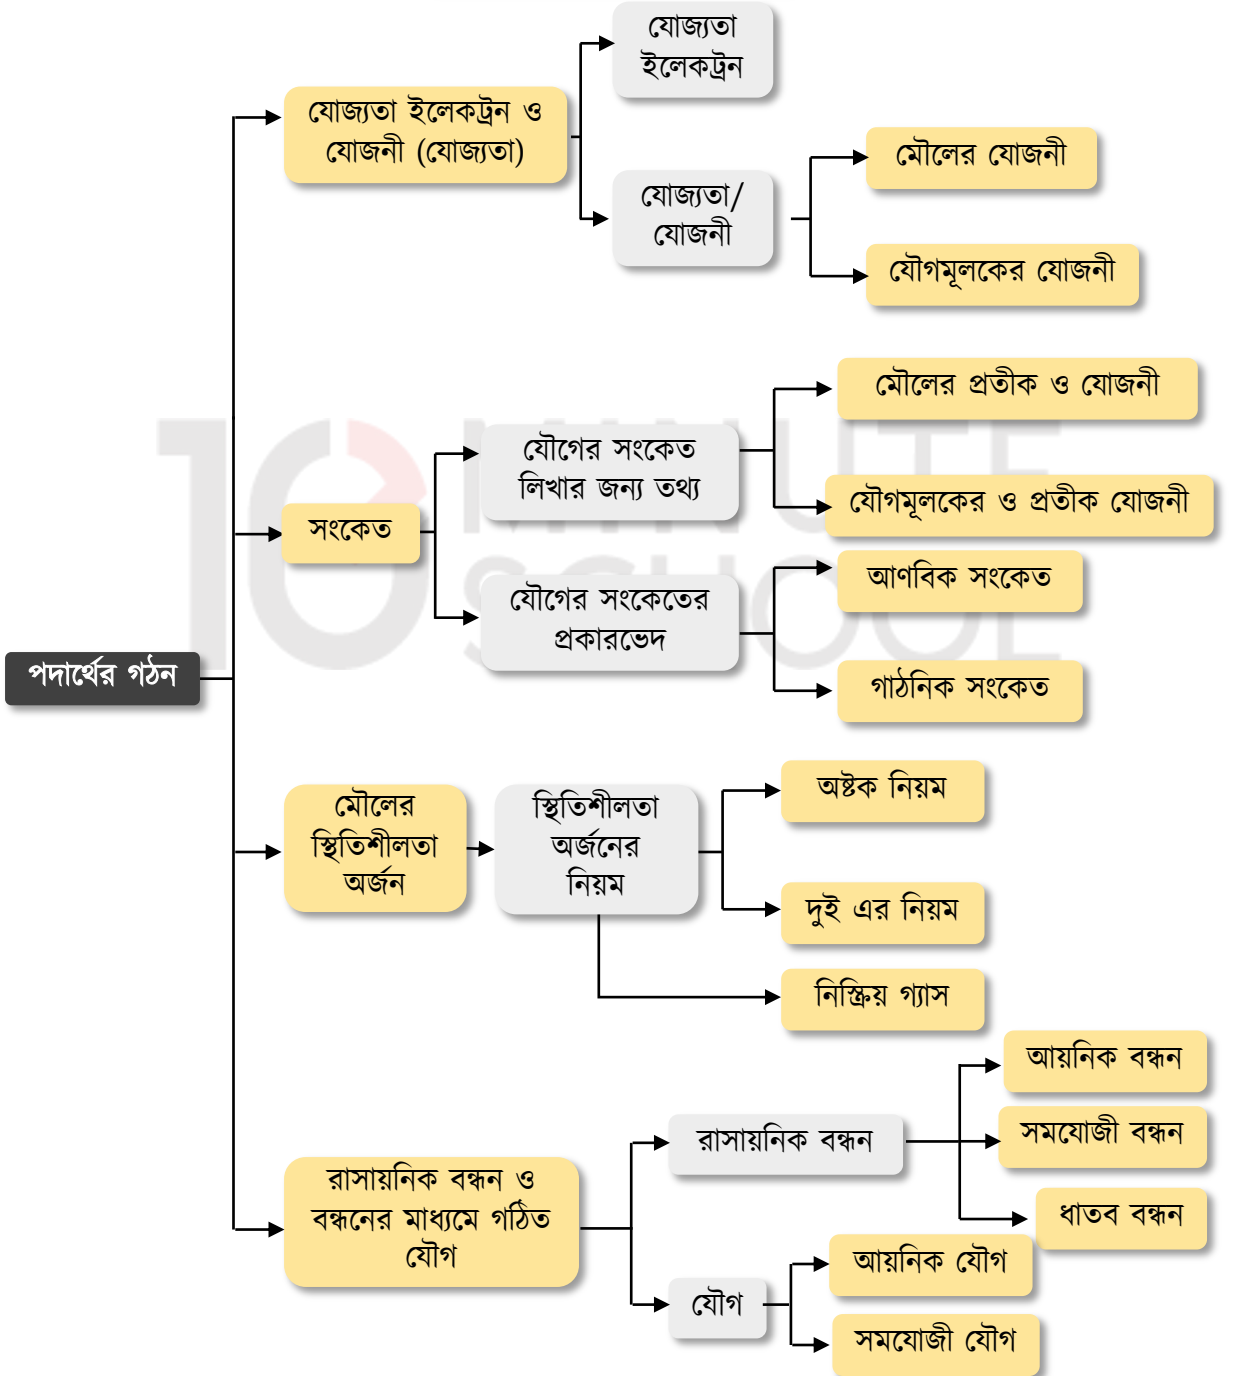 যোজ্যতা
ইলেকট্রন
যোজ্যতা ইলেকট্রন ও
যোজনী (যোজ্যতা)
যোজ্যতা/
যোজনী
মৌলের যোজনী
যৌগমূলকের যোজনী
মৌলের প্রতীক ও যোজনী
যৌগের সংকেত
লিখার জন্য তথ্য
যৌগমূলকের ও প্রতীক যোজনী
সংকেত
আণবিক সংকেত
যৌগের সংকেতের
প্রকারভেদ
গাঠনিক সংকেত
10 MINUTE
SCHOOL
পদার্থের গঠন
মৌলের
স্থিতিশীলতা
অর্জন
স্থিতিশীলতা
অর্জনের
নিয়ম
অষ্টক নিয়ম
দুই এর নিয়ম
নিস্ক্রিয় গ্যাস
রাসায়নিক বন্ধন ও
বন্ধনের মাধ্যমে গঠিত
যৌগ
রাসায়নিক বন্ধন
আয়নিক বন্ধন
সমযোজী বন্ধন
ধাতব বন্ধন
যৌগ
আয়নিক যৌগ
সমযোজী যৌগ